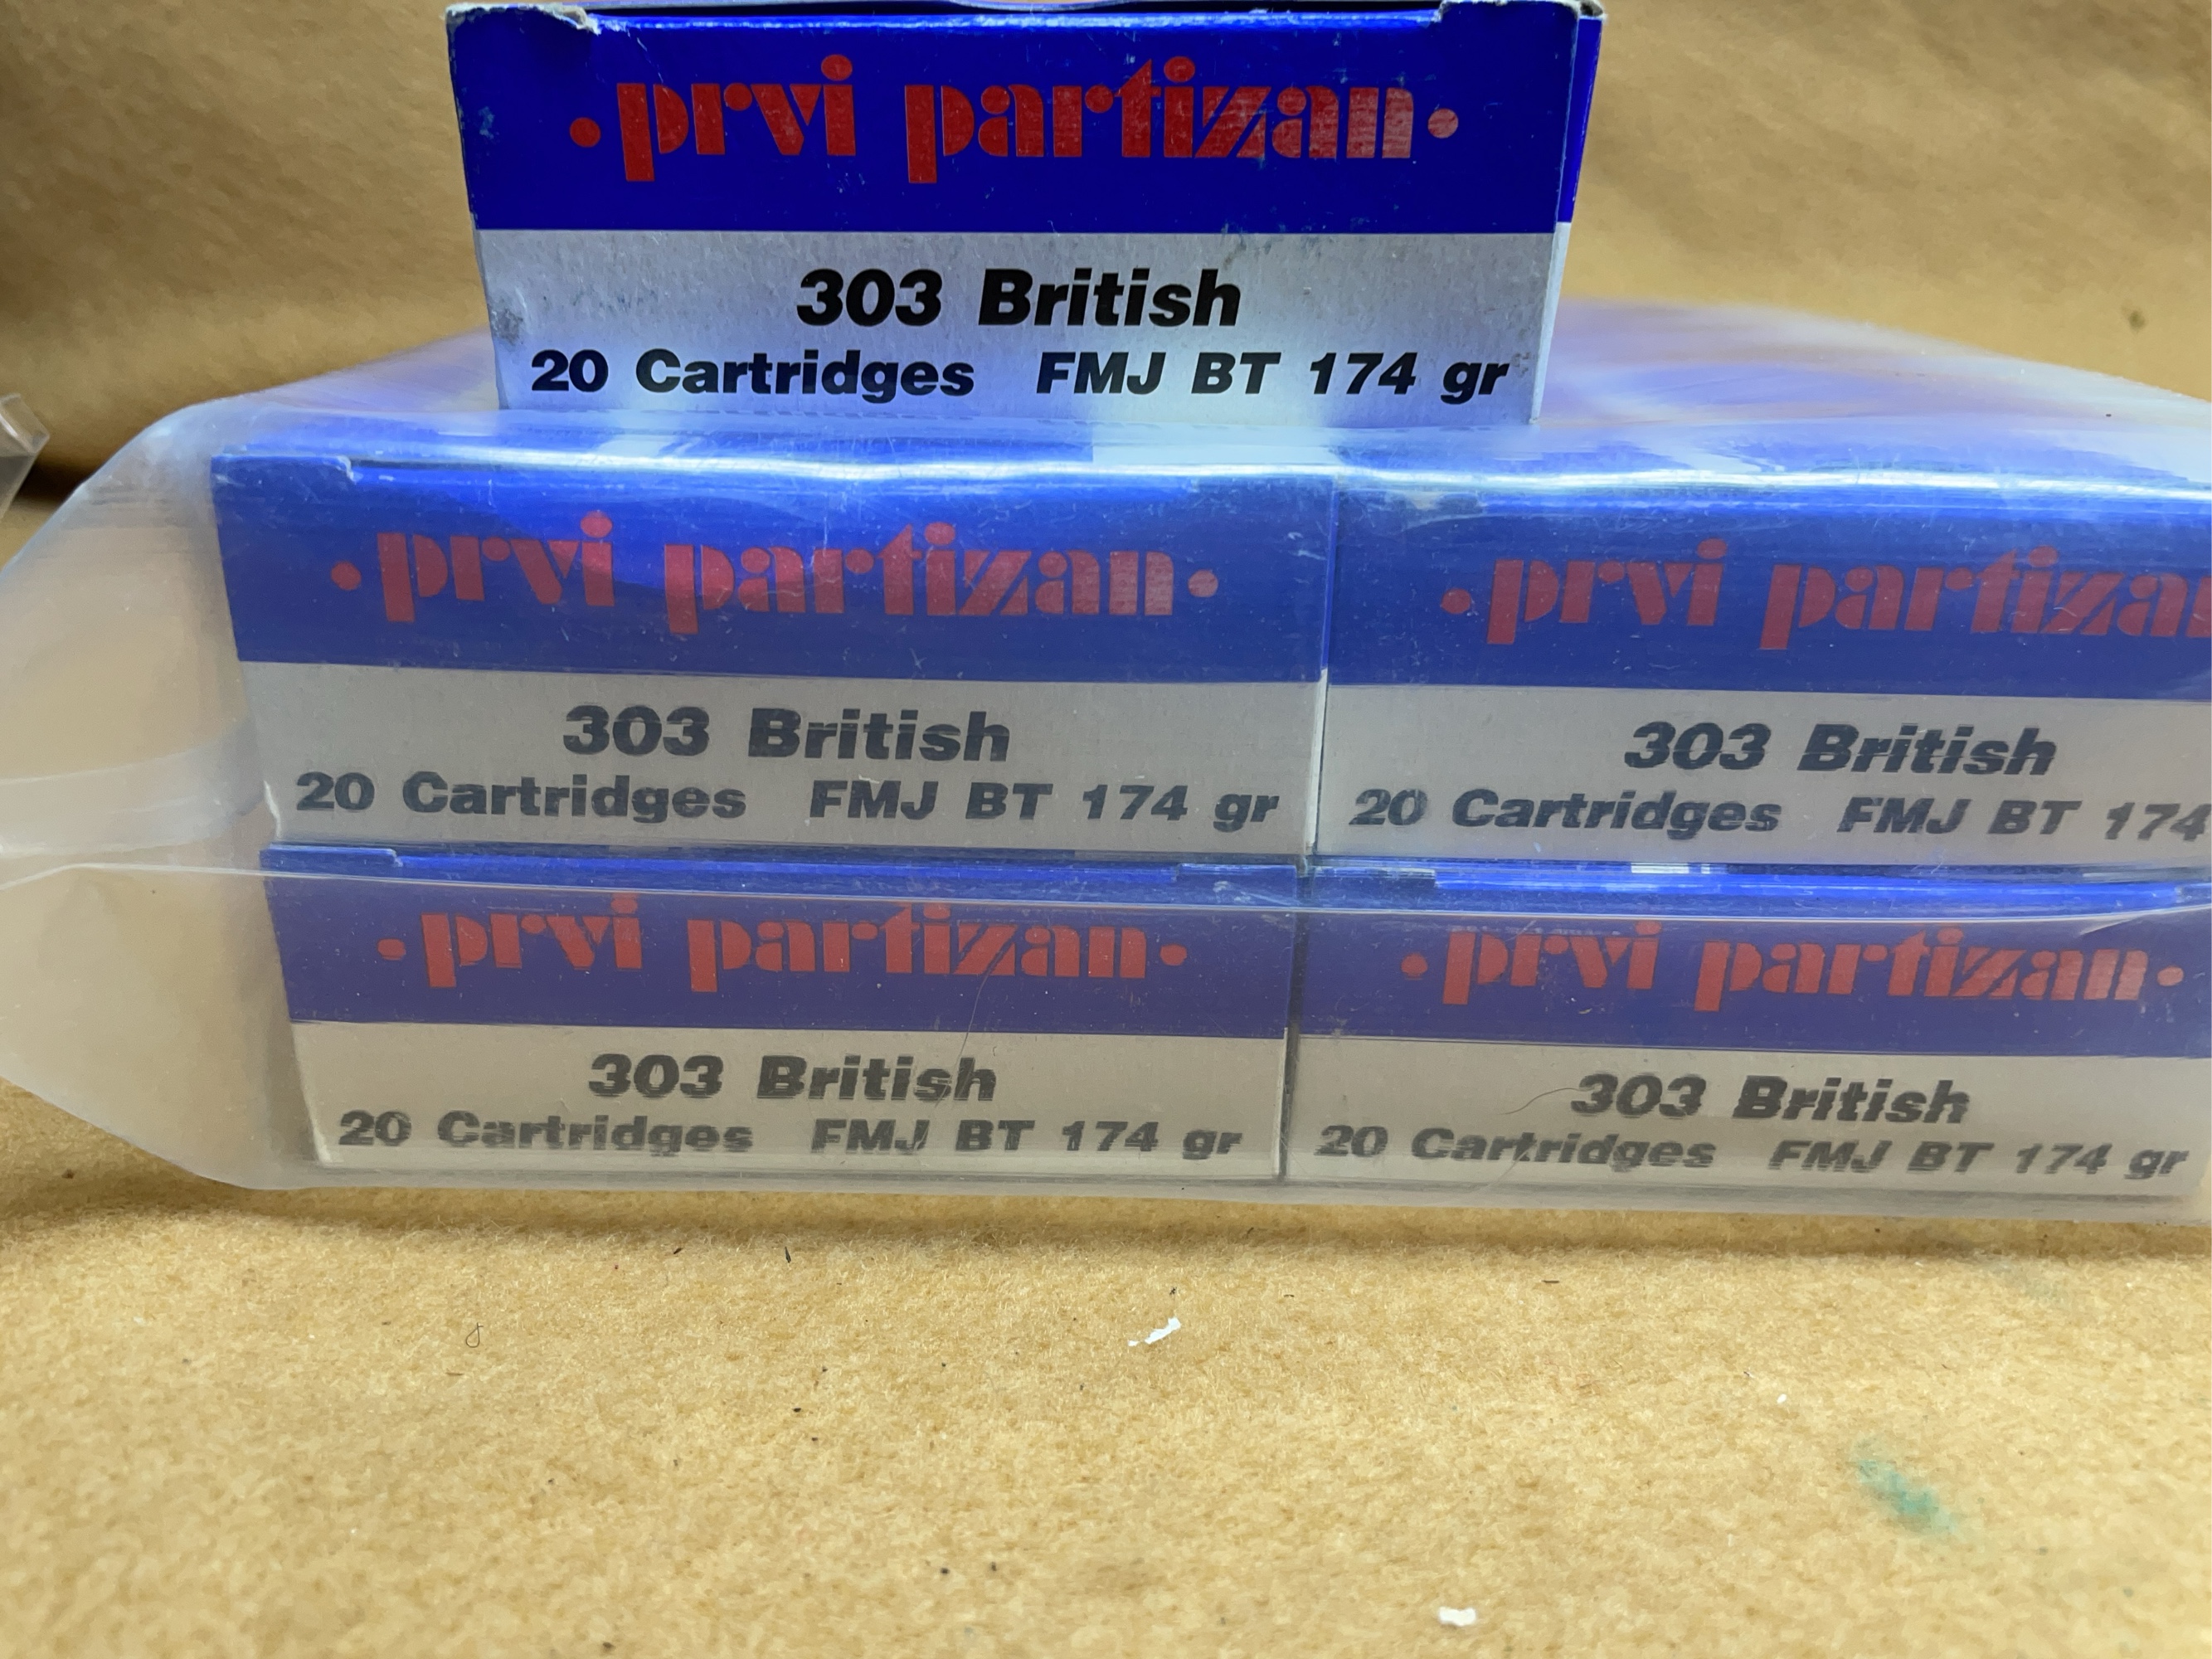 • prvi partizan •
303 British
20 Cartridges FMJ BT 174 gr
• prvi partizan •
303 British
20 Cartridges FMJ BT 174 gr
• prvi partizan
303 British
20 Cartridges FMJ BT 174
• prvi partizan •
303 British
20 Cartridges FMJ BT 174 gr
• prvi partizan •
303 British
20 Cartridges FMJ BT 174 gr